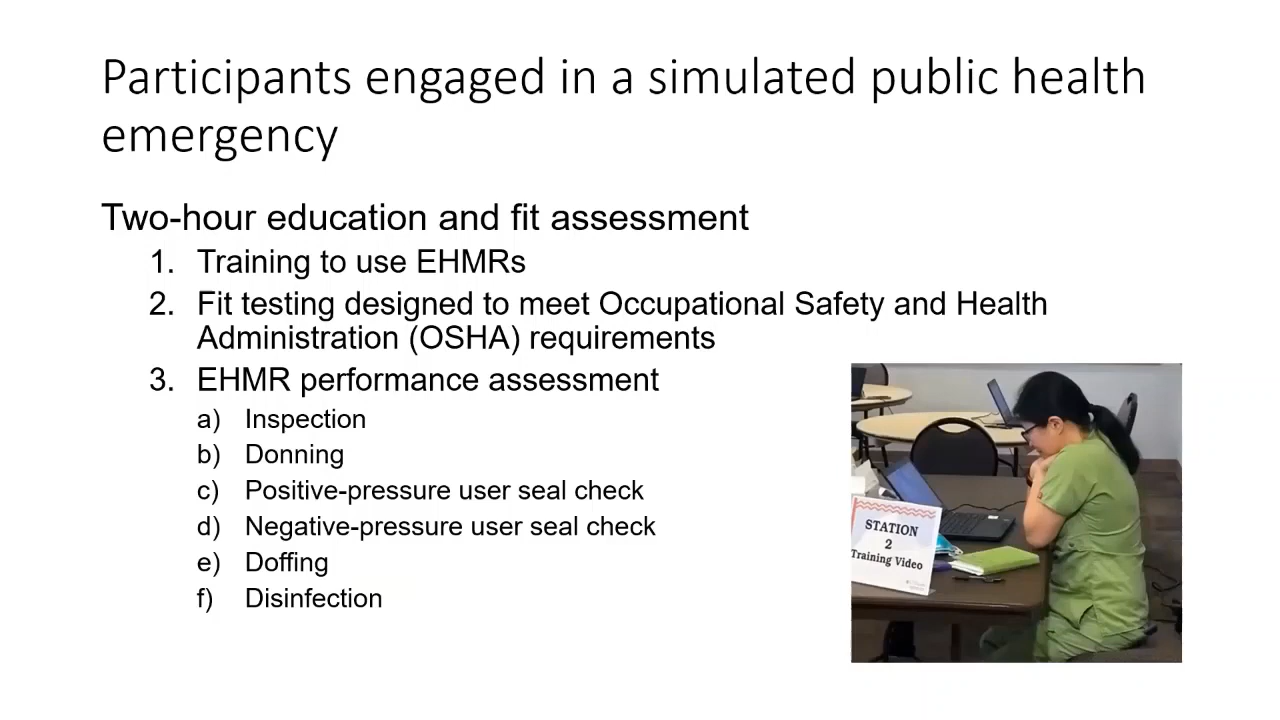 Participants engaged in a simulated public health
emergency
Two-hour education and fit assessment
1. Training to use EHMRs
2. Fit testing designed to meet Occupational Safety and Health
Administration (OSHA) requirements
3. EHMR performance assessment
a) Inspection
b) Donning
c) Positive-pressure user seal check
d) Negative-pressure user seal check
e) Doffing
f) Disinfection
STATION
2
Training Video